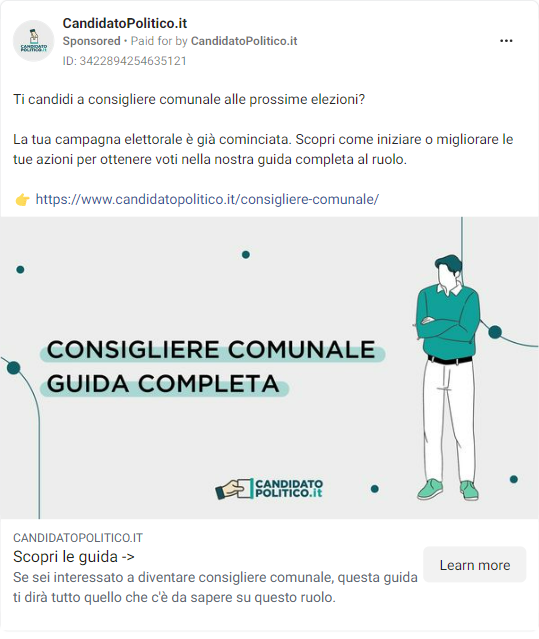 CandidatoPolitico.it
Sponsored • Paid for by CandidatoPolitico.it
ID: 3422894254635121
Ti candidi a consigliere comunale alle prossime elezioni?
La tua campagna elettorale è già cominciata. Scopri come iniziare o migliorare le
tue azioni per ottenere voti nella nostra guida completa al ruolo.
👉 https://www.candidatopolitico.it/consigliere-comunale/
CONSIGLIERE COMUNALE
GUIDA COMPLETA
CANDIDATO
POLITICO.it
CANDIDATOPOLITICO.IT
Scopri le guida ->
Se sei interessato a diventare consigliere comunale, questa guida
ti dirà tutto quello che c'è da sapere su questo ruolo.
Learn more